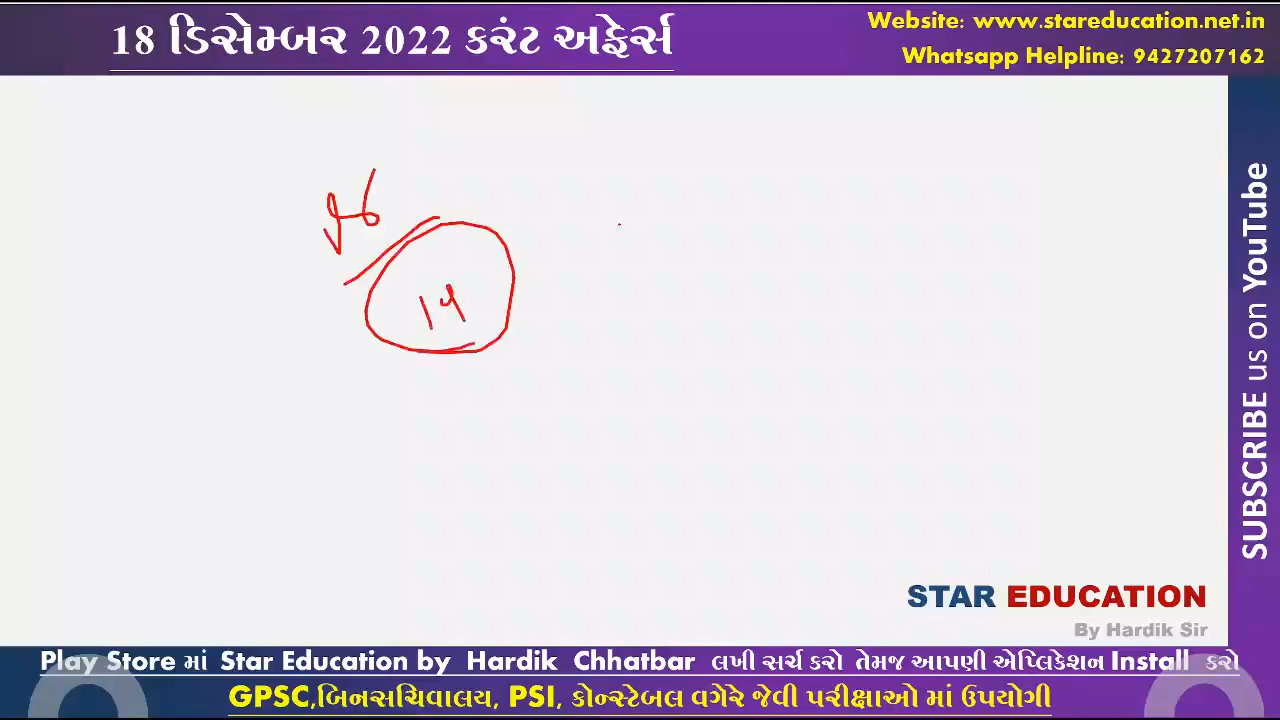 18 ડિસેમ્બર 2022 કરંટ અફેર્સ
Website: www.stareducation.net.in
Whatsapp Helpline: 9427207162
SUBSCRIBE us on YouTube
STAR EDUCATION
By Hardik Sir
Play Store માં Star Education by Hardik Chhatbar લખી સર્ચ કરો તેમજ આપણી એપ્લિકેશન Install કરો
GPSC,બિનસચિવાલય, PSI, કોન્સ્ટેબલ વગેરે જેવી પરીક્ષાઓ માં ઉપયોગી